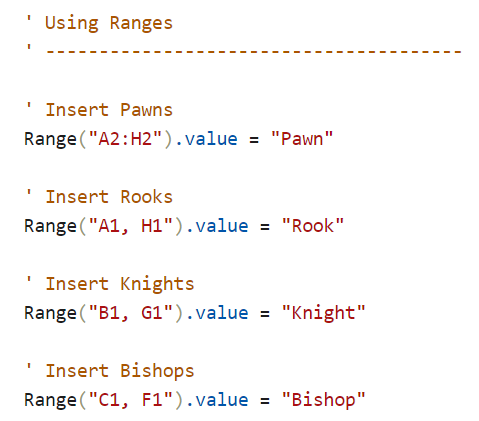 ' Using Ranges
' ---------------------------------------
' Insert Pawns
Range("A2:H2").value = "Pawn"
' Insert Rooks
Range("A1, H1").value = "Rook"
' Insert Knights
Range("B1, G1").value = "Knight"
' Insert Bishops
Range("C1, F1").value = "Bishop"